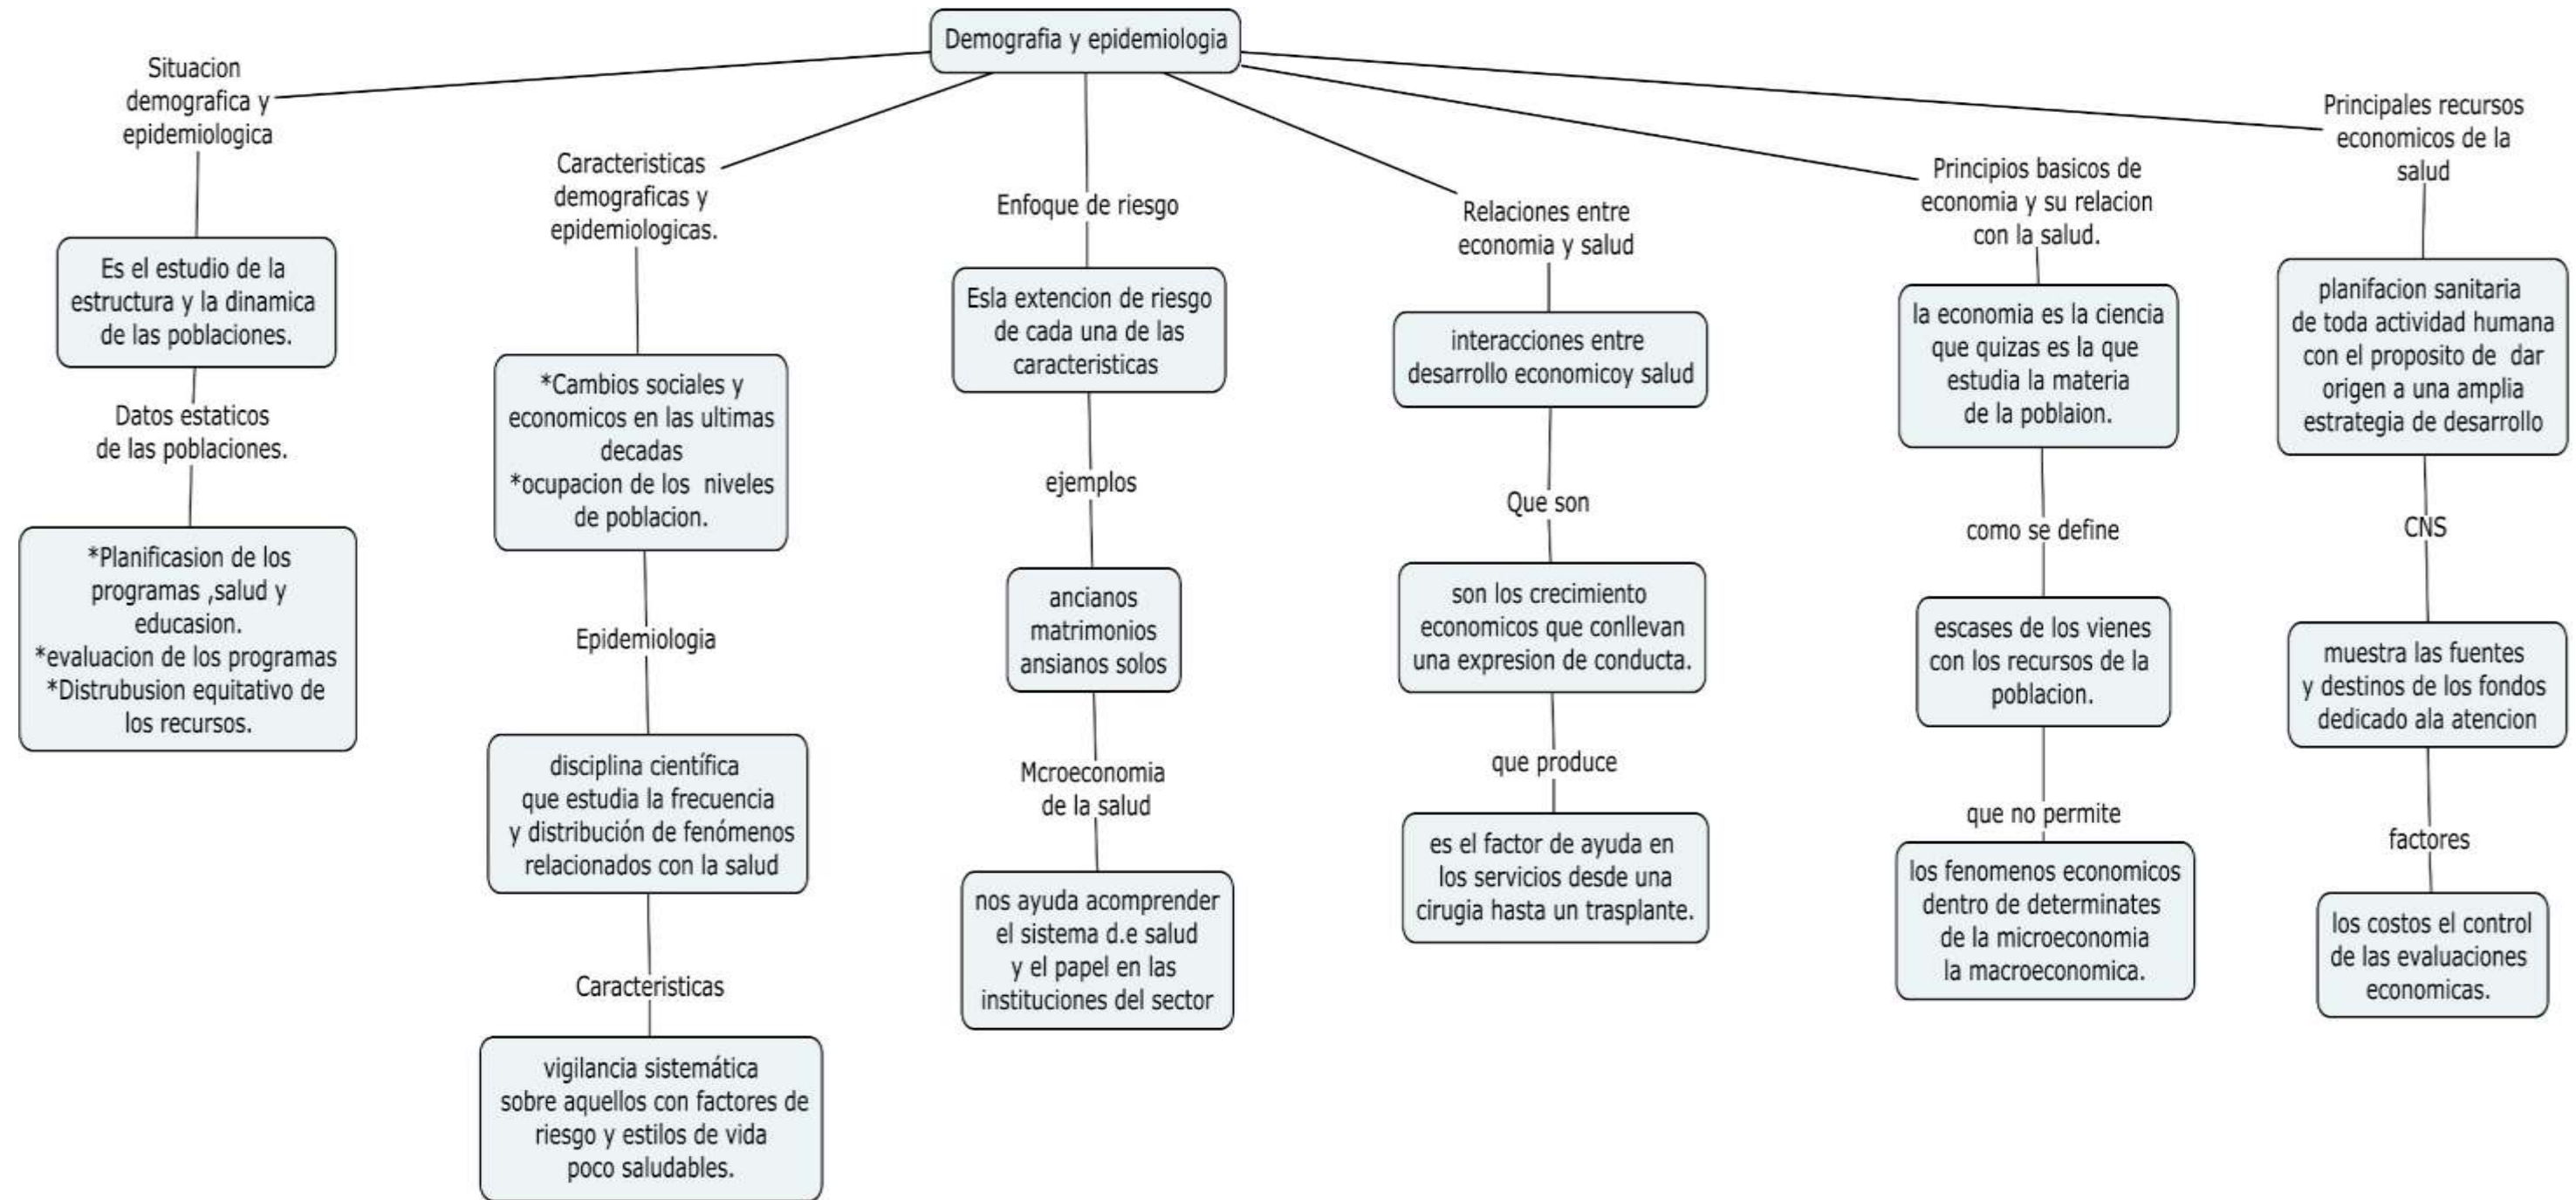 Demografia y epidemiologia
Situacion
demografica y
epidemiologica
Es el estudio de la
estructura y la dinamica
de las poblaciones.
Datos estaticos
de las poblaciones.
*Planificasion de los
programas ,salud y
educasion.
*evaluacion de los programas
*Distrubusion equitativo de
los recursos.
Caracteristicas
demograficas y
epidemiologicas.
*Cambios sociales y
economicos en las ultimas
decadas
*ocupacion de los niveles
de poblacion.
Epidemiologia
disciplina científica
que estudia la frecuencia
y distribución de fenómenos
relacionados con la salud
Caracteristicas
vigilancia sistemática
sobre aquellos con factores de
riesgo y estilos de vida
poco saludables.
Enfoque de riesgo
Esla extencion de riesgo
de cada una de las
caracteristicas
ejemplos
ancianos
matrimonios
ansianos solos
Mcroeconomia
de la salud
nos ayuda acomprender
el sistema d.e salud
y el papel en las
instituciones del sector
Relaciones entre
economia y salud
interacciones entre
desarrollo economicoy salud
Que son
son los crecimiento
economicos que conllevan
una expresion de conducta.
que produce
es el factor de ayuda en
los servicios desde una
cirugia hasta un trasplante.
Principios basicos de
economia y su relacion
con la salud.
la economia es la ciencia
que quizas es la que
estudia la materia
de la poblaion.
como se define
escases de los vienes
con los recursos de la
poblacion.
que no permite
los fenomenos economicos
dentro de determinates
de la microeconomia
la macroeconomica.
Principales recursos
economicos de la
salud
planifacion sanitaria
de toda actividad humana
con el proposito de dar
origen a una amplia
estrategia de desarrollo
CNS
muestra las fuentes
y destinos de los fondos
dedicado ala atencion
factores
los costos el control
de las evaluaciones
economicas.